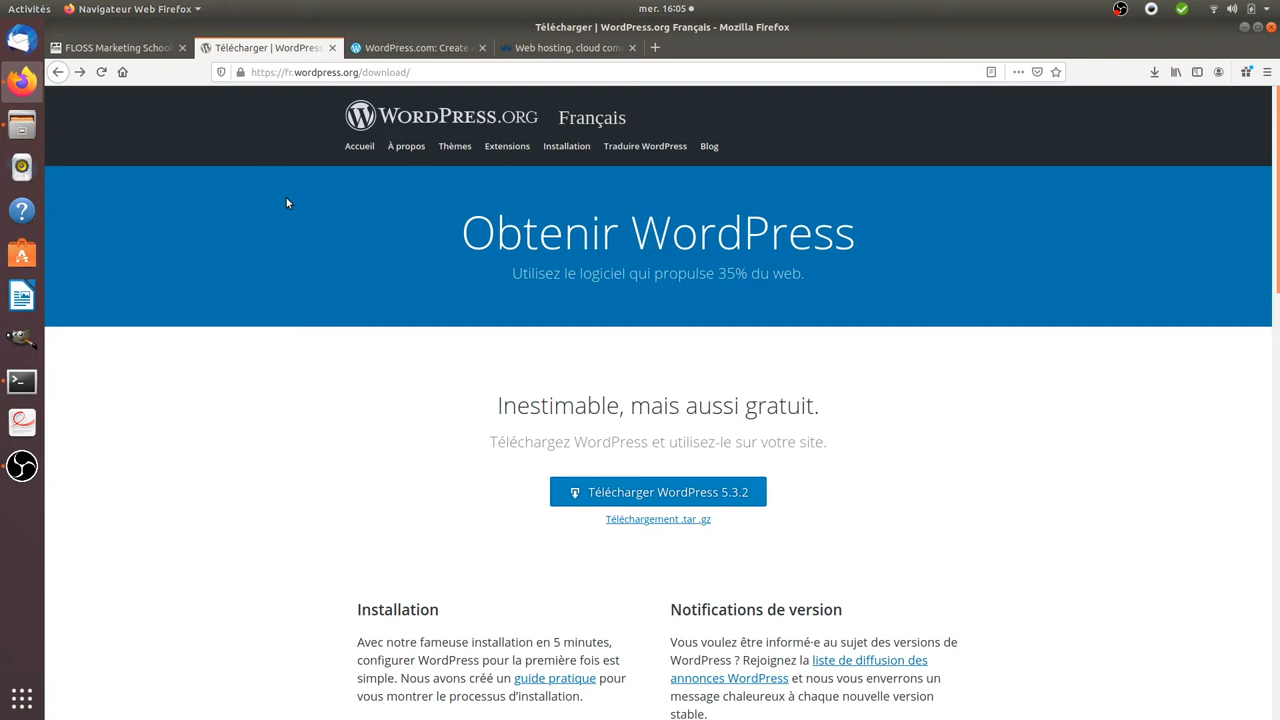 Activités
Navigateur Web Firefox
mer. 16:05
Télécharger | WordPress.org Français - Mozilla Firefox
FLOSS Marketing School
Télécharger | WordPress
WordPress.com: Create
Web hosting, cloud com
https://fr.wordpress.org/download/
WORDPRESS.ORG
Français
Accueil
À propos
Thèmes
Extensions
Installation
Traduire WordPress
Blog
Obtenir WordPress
Utilisez le logiciel qui propulse 35% du web.
Inestimable, mais aussi gratuit.
Téléchargez WordPress et utilisez-le sur votre site.
Télécharger WordPress 5.3.2
Téléchargement .tar .gz
Installation
Avec notre fameuse installation en 5 minutes,
configurer WordPress pour la première fois est
simple. Nous avons créé un guide pratique pour
vous montrer le processus d’installation.
Notifications de version
Vous voulez être informé·e au sujet des versions de
WordPress ? Rejoignez la liste de diffusion des
annonces WordPress et nous vous enverrons un
message chaleureux à chaque nouvelle version
stable.